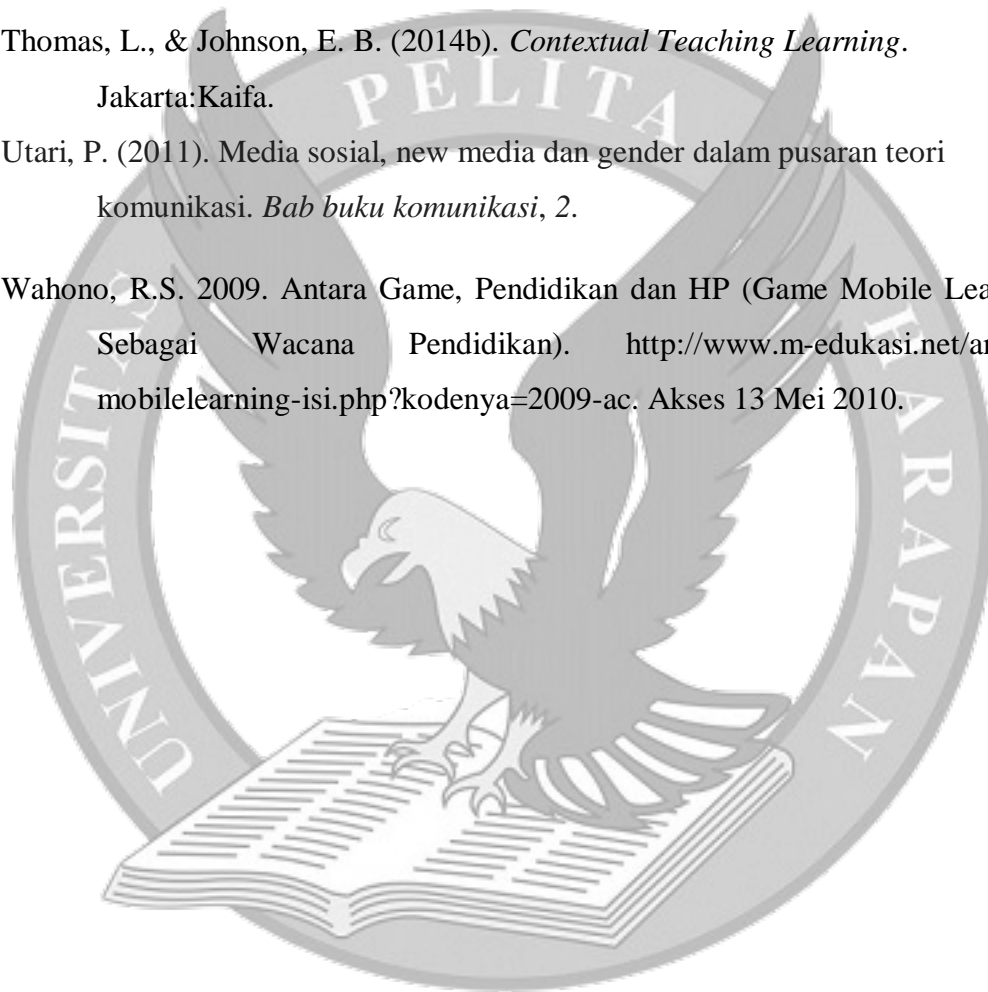 Thomas, L., & Johnson, E. B. (2014b). Contextual Teaching Learning.
Jakarta:Kaifa.
Utari, P. (2011). Media sosial, new media dan gender dalam pusaran teori
komunikasi. Bab buku komunikasi, 2.
Wahono, R.S. 2009. Antara Game, Pendidikan dan HP (Game Mobile
Sebagai Wacana Pendidikan). http://www.m-edukasi.net/
mobilelearning-isi.php?kodenya=2009-ac. Akses 13 Mei 2010.
UNIVERSITAS PELITA HARAPAN